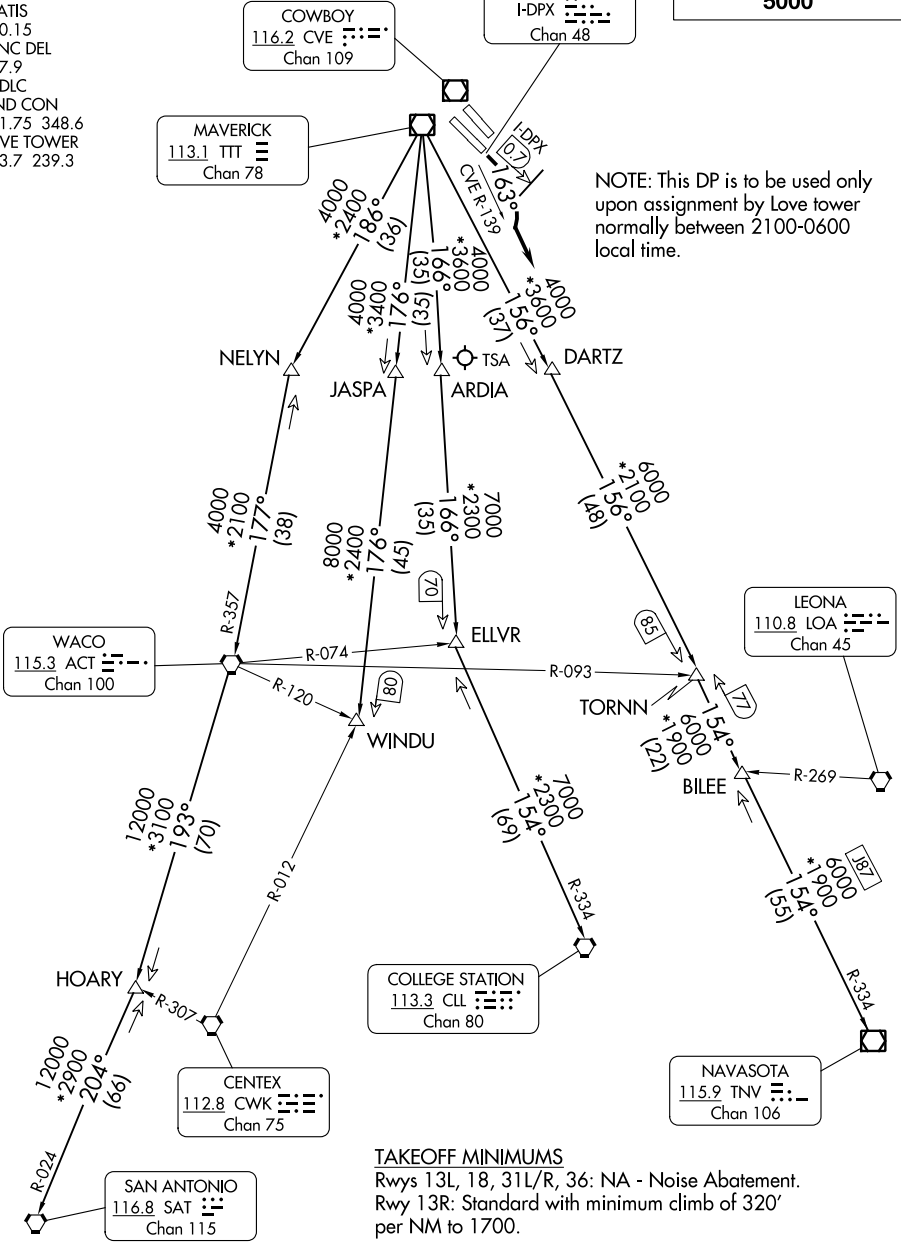 ATIS
0.15
NC DEL
7.9
DLC
ND CON
1.75 348.6
VE TOWER
3.7 239.3
COWBOY
116.2 CVE
Chan 109
I-DPX
Chan 48
5000
MAVERICK
113.1 TTT
Chan 78
I-DPX
0.7
163°
CVE R-139
NOTE: This DP is to be used only
upon assignment by Love tower
normally between 2100-0600
local time.
4000
*2400
186°
(36)
4000
*3400
176°
(35)
4000
*3600
166°
(35)
4000
*3600
156°
(37)
NELYN
JASPA
ARDIA
TSA
DARTZ
4000
*2100
177°
(38)
8000
*2400
176°
(45)
7000
*2300
166°
(35)
6000
*2100
156°
(48)
R-357
70
85
WACO
115.3 ACT
Chan 100
R-074
ELLVR
R-093
R-120
80
WINDU
TORNN
77
LEONA
110.8 LOA
Chan 45
154°
6000
*1900
(22)
BILEE
R-269
12000
*3100
193°
(70)
R-012
7000
*2300
154°
(69)
R-334
J87
6000
*1900
154°
(55)
R-334
HOARY
R-307
COLLEGE STATION
113.3 CLL
Chan 80
12000
*2900
204°
(66)
CENTEX
112.8 CWK
Chan 75
NAVASOTA
115.9 TNV
Chan 106
R-024
SAN ANTONIO
116.8 SAT
Chan 115
TAKEOFF MINIMUMS
Rwys 13L, 18, 31L/R, 36: NA - Noise Abatement.
Rwy 13R: Standard with minimum climb of 320'
per NM to 1700.